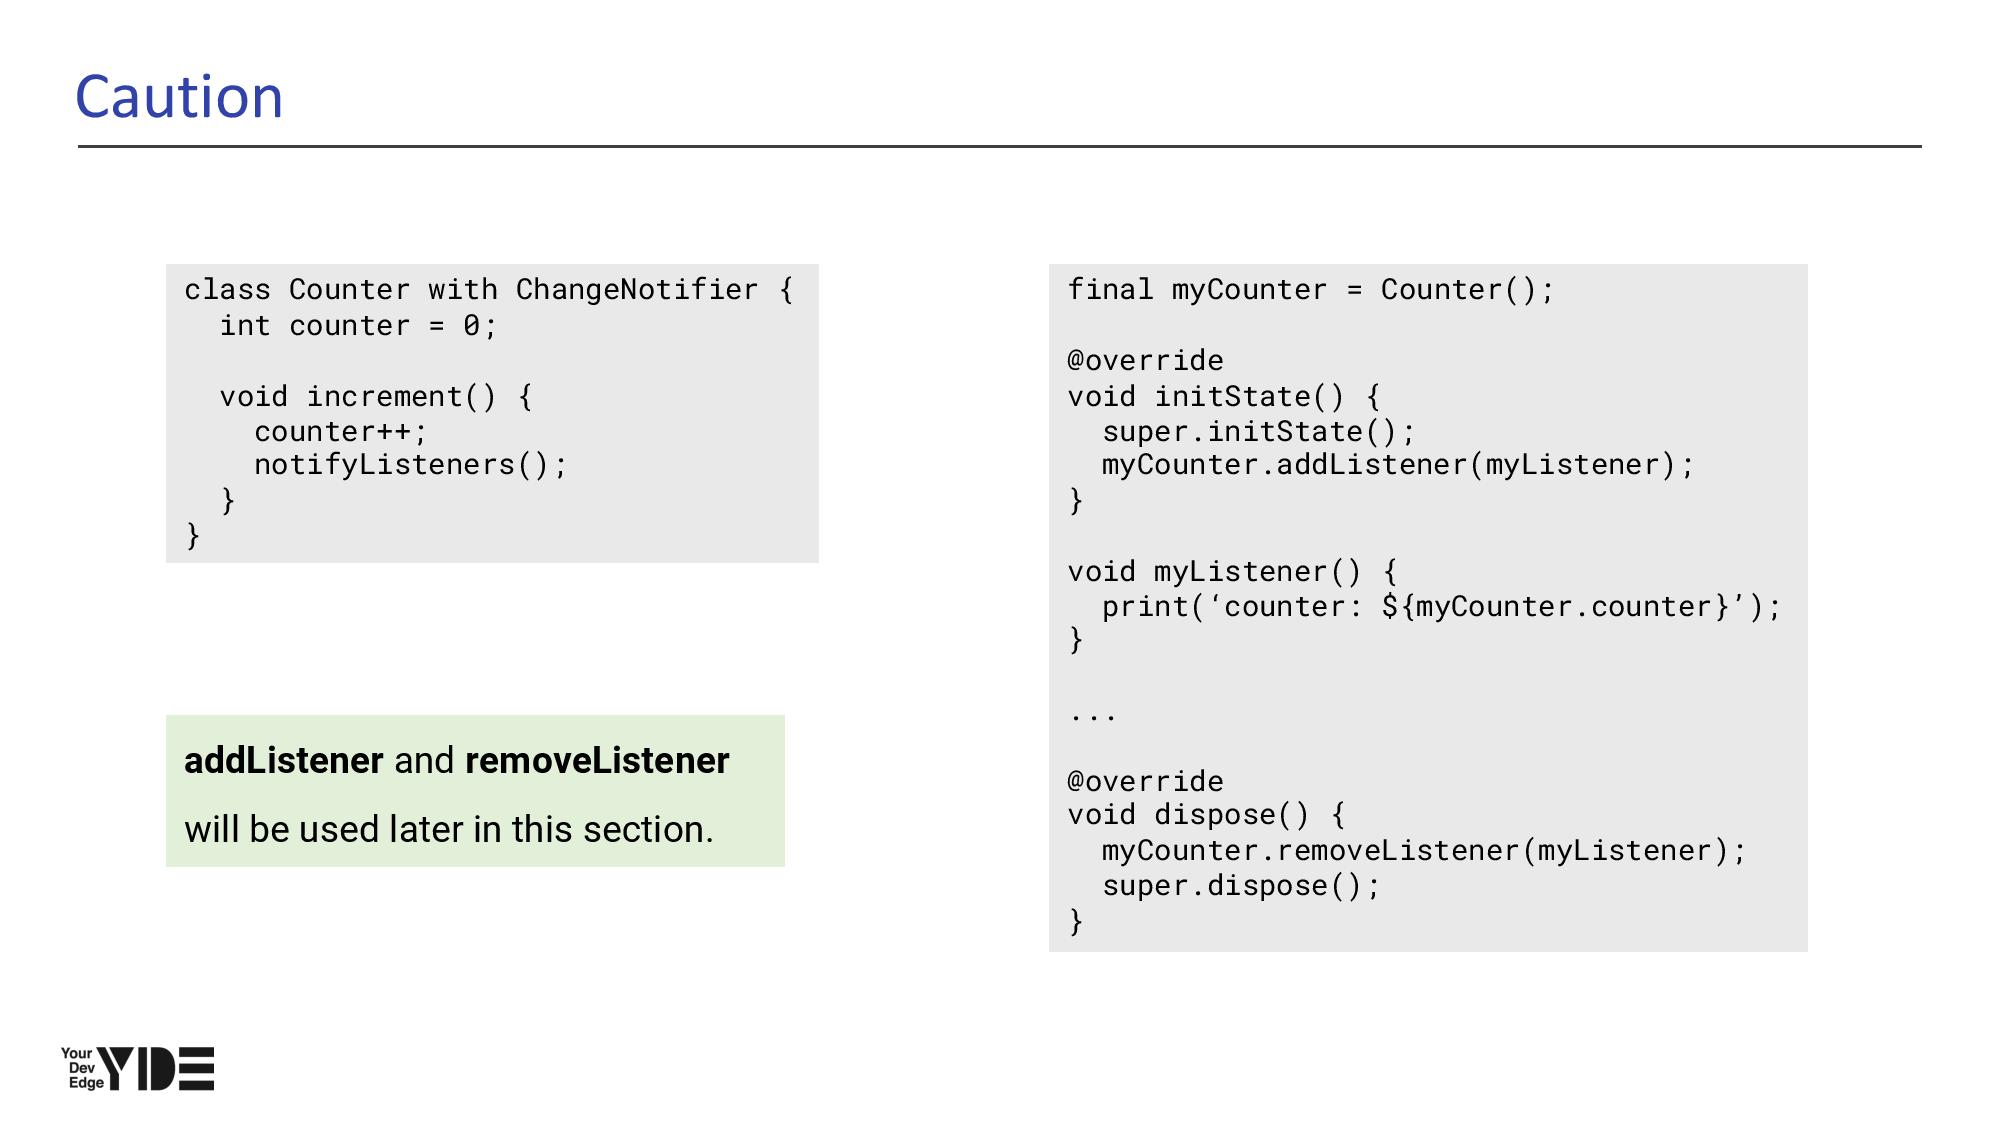 Caution
class Counter with ChangeNotifier {
  int counter = 0;

  void increment() {
    counter++;
    notifyListeners();
  }
}
addListener and removeListener
will be used later in this section.
final myCounter = Counter();

@override
void initState() {
  super.initState();
  myCounter.addListener(myListener);
}

void myListener() {
  print(‘counter: ${myCounter.counter}’);
}

...

@override
void dispose() {
  myCounter.removeListener(myListener);
  super.dispose();
}
Your
Dev
Edge
YDE